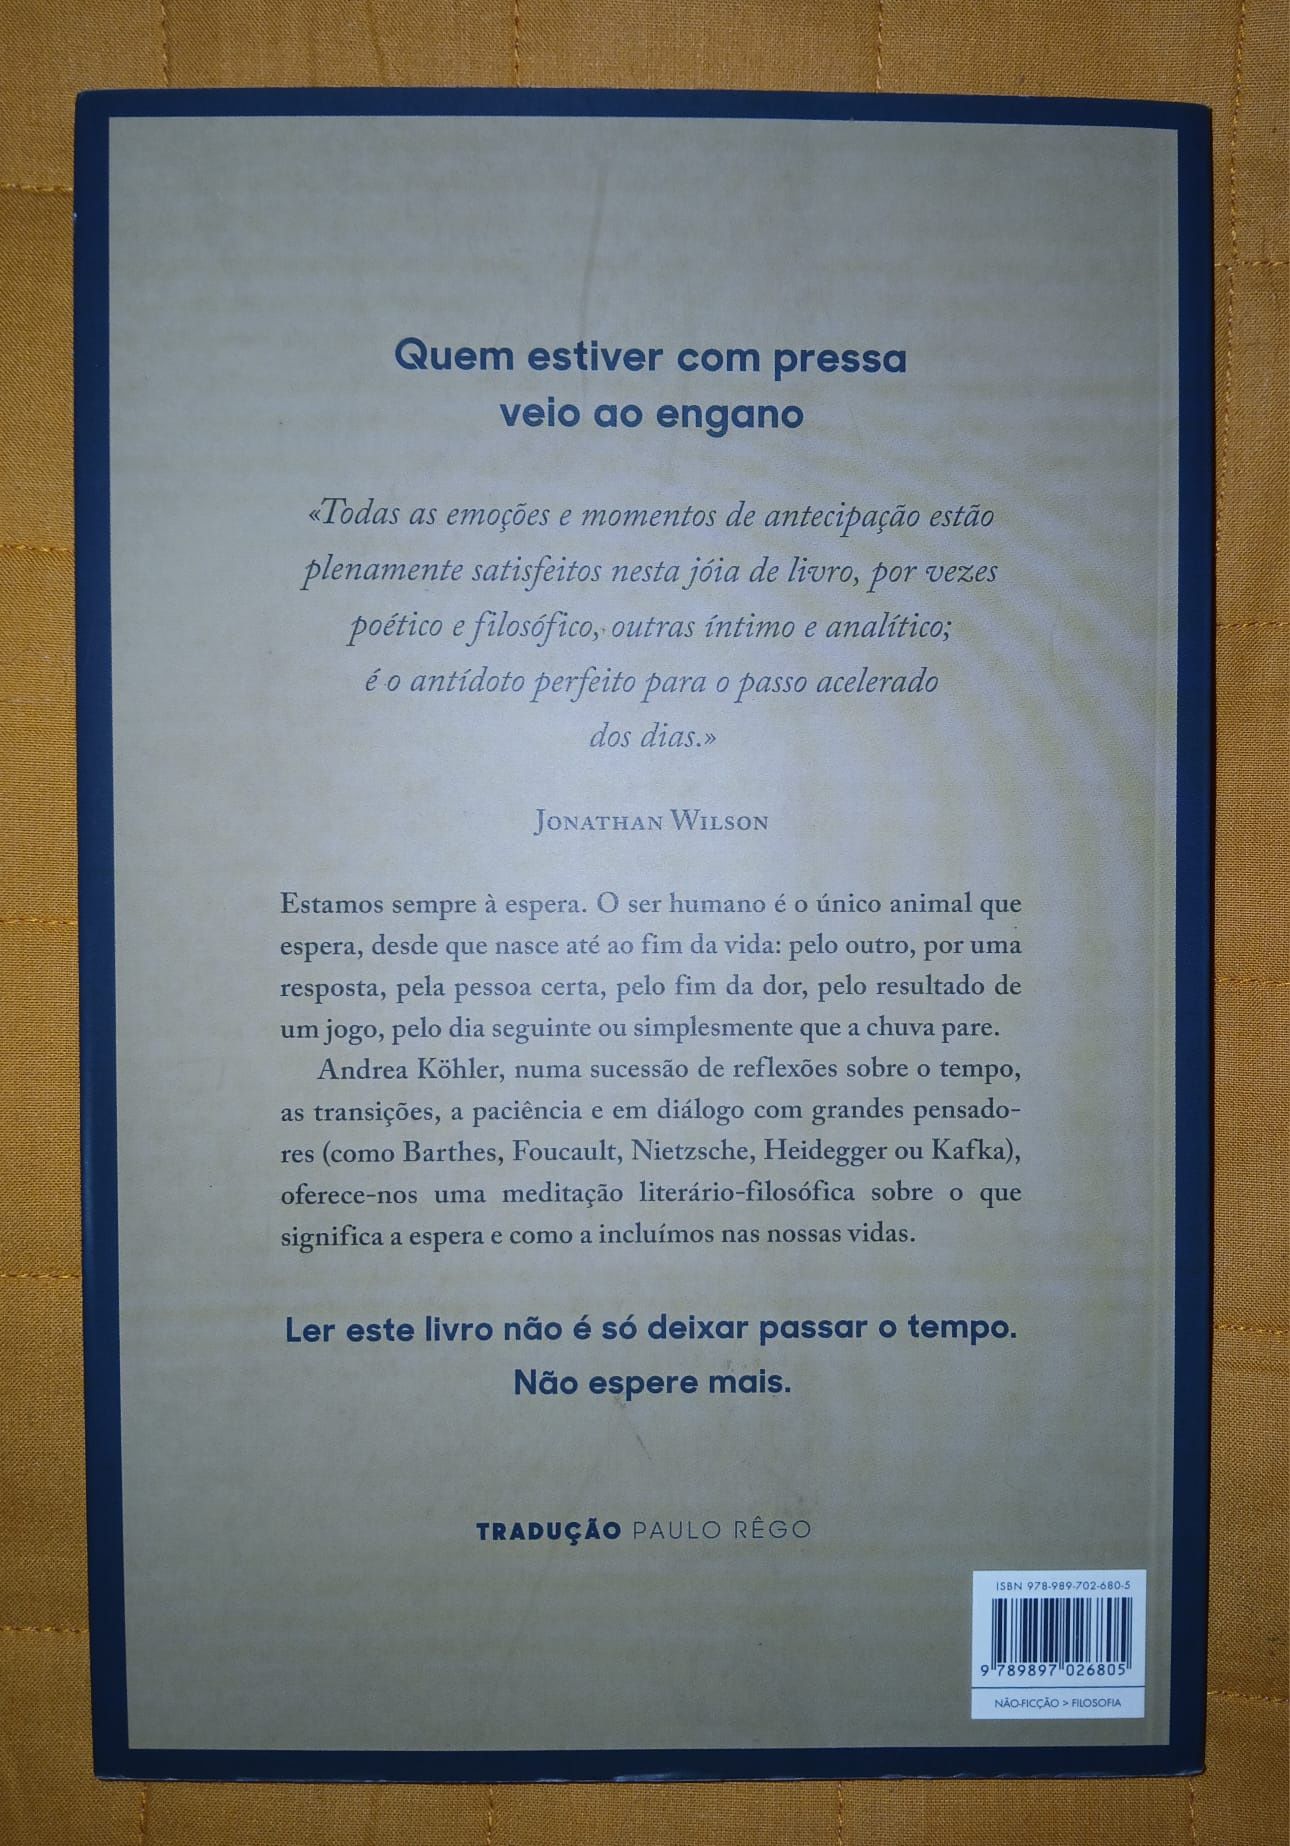 Quem estiver com pressa
veio ao engano
«Todas as emoções e momentos de antecipação estão
plenamente satisfeitos nesta jóia de livro, por vezes
poético e filosófico, outras íntimo e analítico;
é o antídoto perfeito para o passo acelerado
dos dias.»
JONATHAN WILSON
Estamos sempre à espera. O ser humano é o único animal que
espera, desde que nasce até ao fim da vida: pelo outro, por uma
resposta, pela pessoa certa, pelo fim da dor, pelo resultado de
um jogo, pelo dia seguinte ou simplesmente que a chuva pare.
Andrea Köhler, numa sucessão de reflexões sobre o tempo,
as transições, a paciência e em diálogo com grandes pensado-
res (como Barthes, Foucault, Nietzsche, Heidegger ou Kafka),
oferece-nos uma meditação literário-filosófica sobre o que
significa a espera e como a incluímos nas nossas vidas.
Ler este livro não é só deixar passar o tempo.
Não espere mais.
TRADUÇÃO PAULO RÊGO
ISBN 978-989-702-680-5
9 789897 026805
NÃO-FICÇÃO > FILOSOFIA